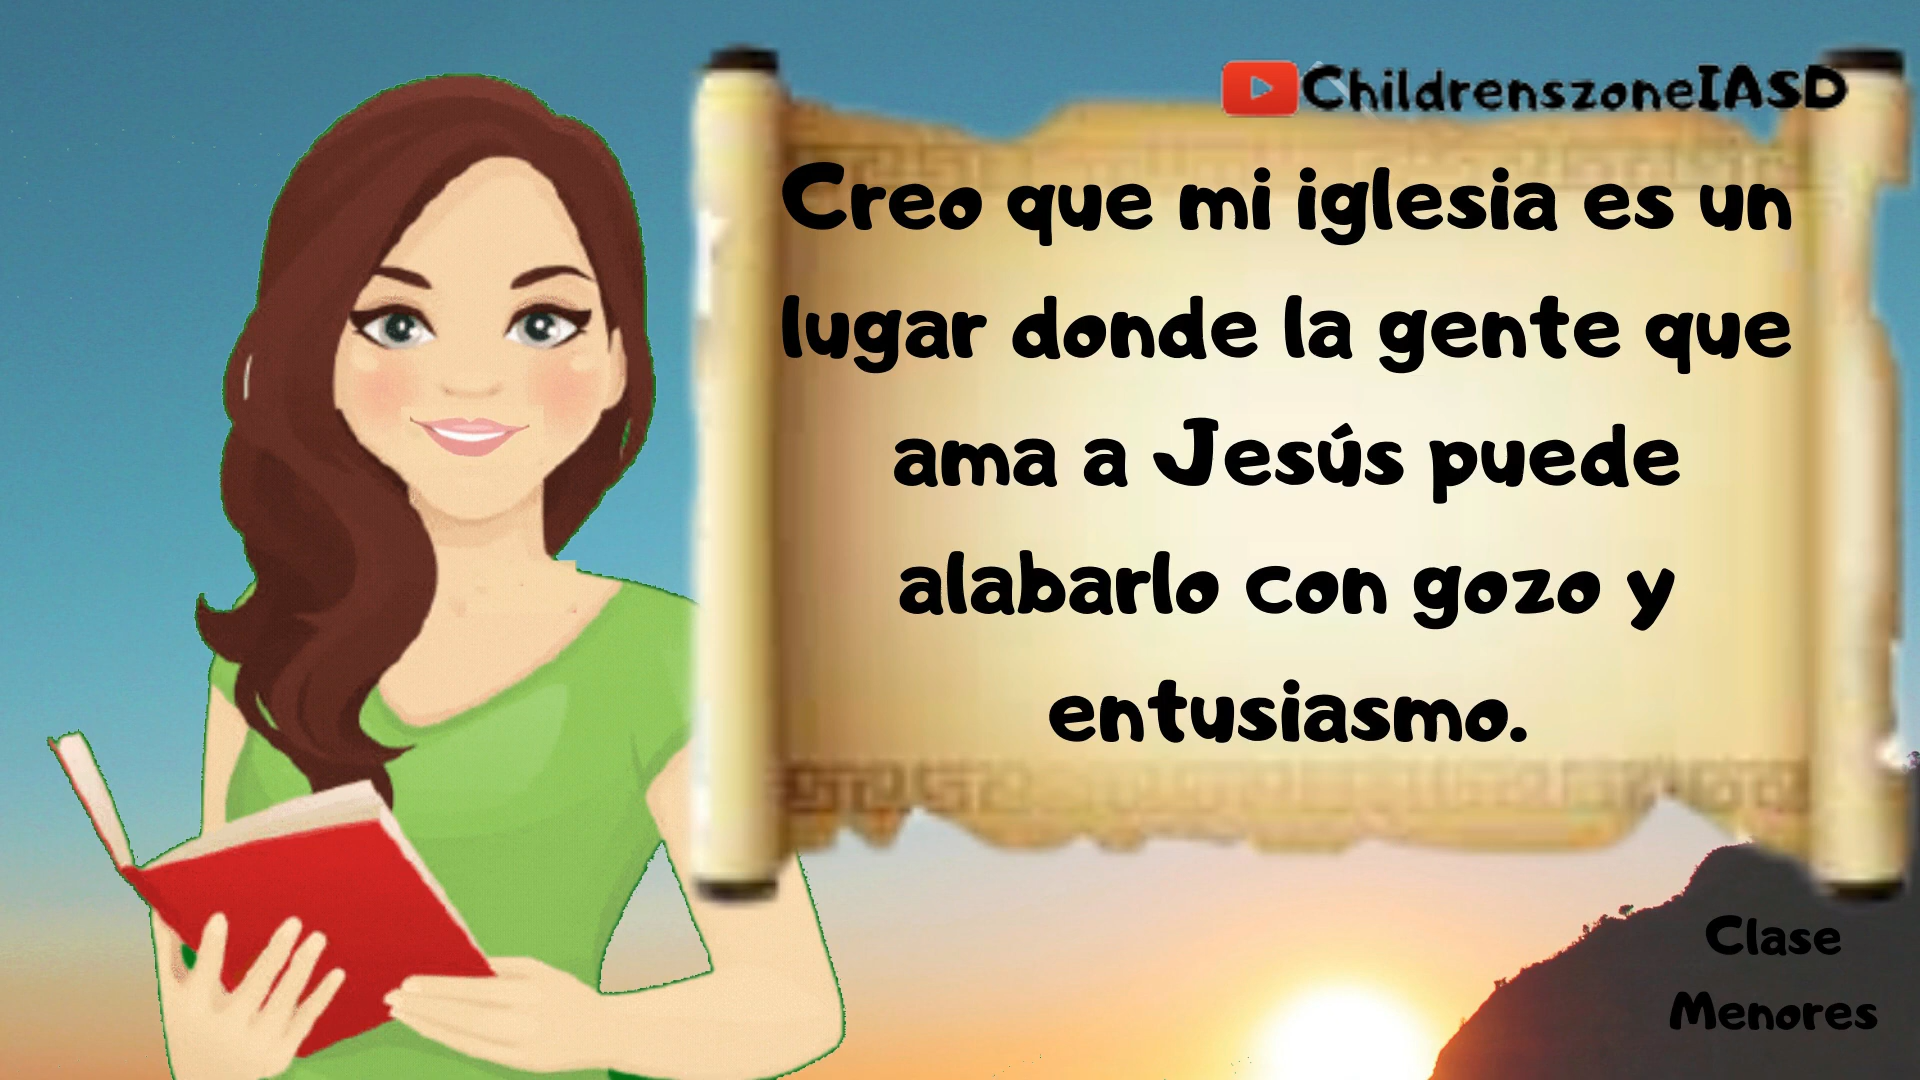 ChildrenszoneIASD
Creo que mi iglesia es un
lugar donde la gente que
ama a Jesús puede
alabarlo con gozo y
entusiasmo.
Clase
Menores